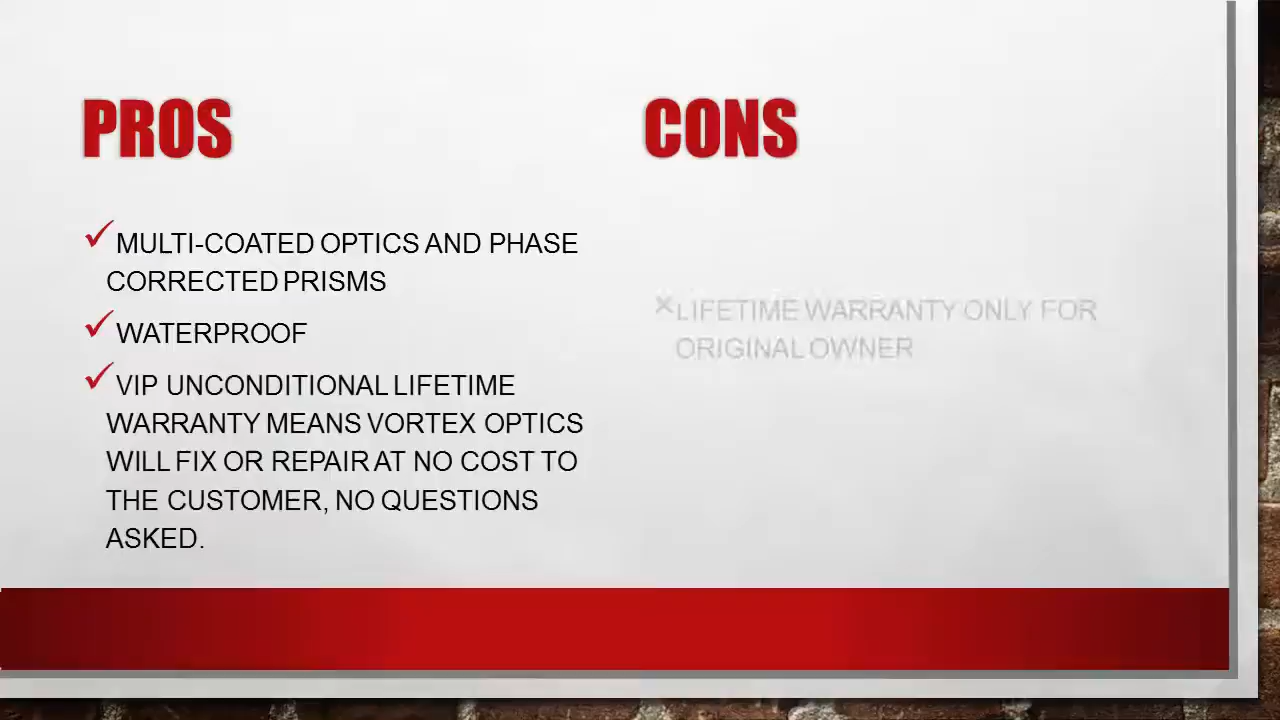 PROS
MULTI-COATED OPTICS AND PHASE
CORRECTED PRISMS
WATERPROOF
VIP UNCONDITIONAL LIFETIME
WARRANTY MEANS VORTEX OPTICS
WILL FIX OR REPAIR AT NO COST TO
THE CUSTOMER, NO QUESTIONS
ASKED.
CONS
LIFETIME WARRANTY ONLY FOR
ORIGINAL OWNER